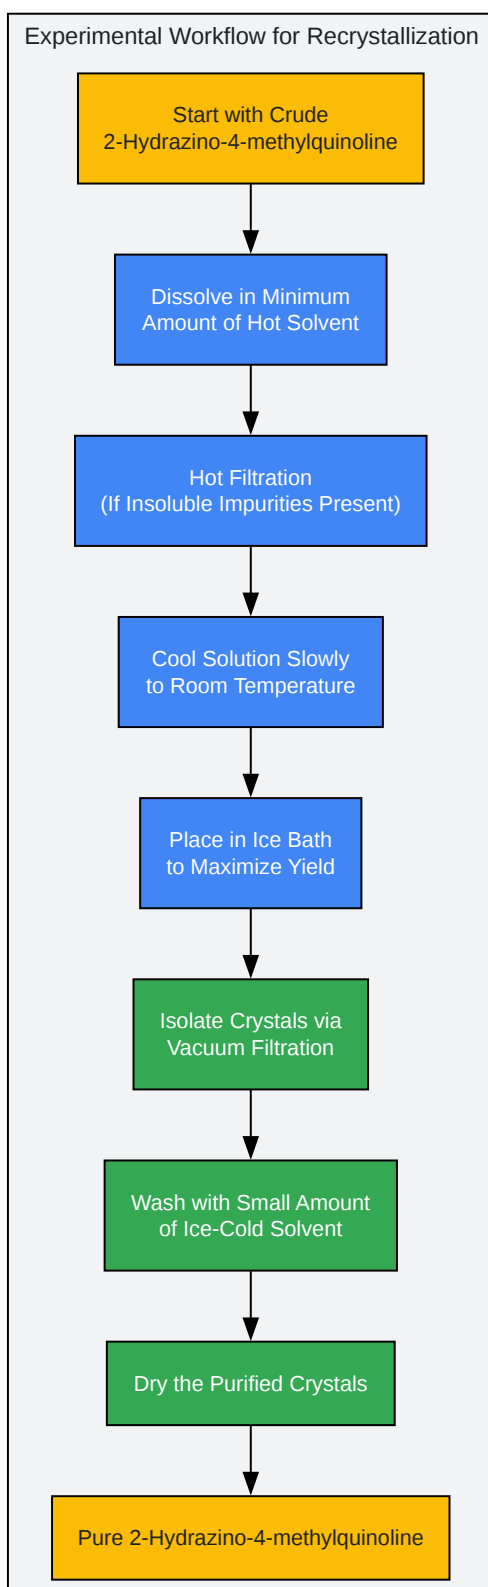 Experimental Workflow for Recrystallization
Start with Crude
2-Hydrazino-4-methylquinoline
Dissolve in Minimum
Amount of Hot Solvent
Hot Filtration
(If Insoluble Impurities Present)
Cool Solution Slowly
to Room Temperature
Place in Ice Bath
to Maximize Yield
Isolate Crystals via
Vacuum Filtration
Wash with Small Amount
of Ice-Cold Solvent
Dry the Purified Crystals
Pure 2-Hydrazino-4-methylquinoline